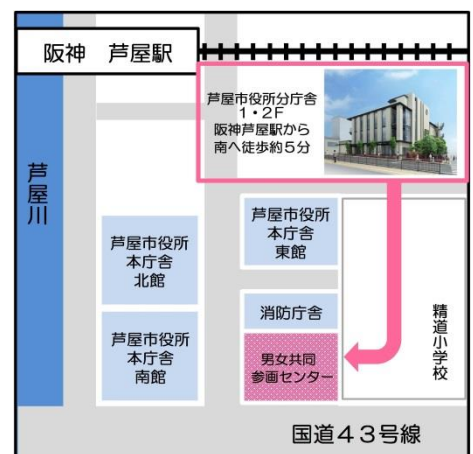 阪神　芦屋駅
芦屋市役所分庁舎
1・2F
阪神芦屋駅から
南へ徒歩約5分
芦屋川
芦屋市役所
本庁舎
北館
芦屋市役所
本庁舎
東館
消防庁舎
芦屋市役所
本庁舎
南館
男女共同
参画センター
精道小学校
国道43号線